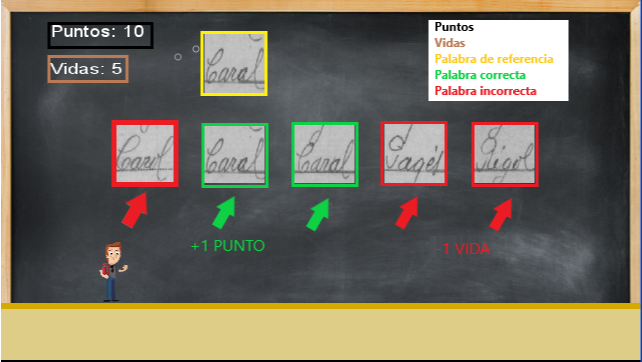 Puntos: 10
Vidas: 5
Puntos
Vidas
Palabra de referencia
Palabra correcta
Palabra incorrecta
Caral
Carol Caral Caral Pagés Rigol
+1 PUNTO
-1 VIDA